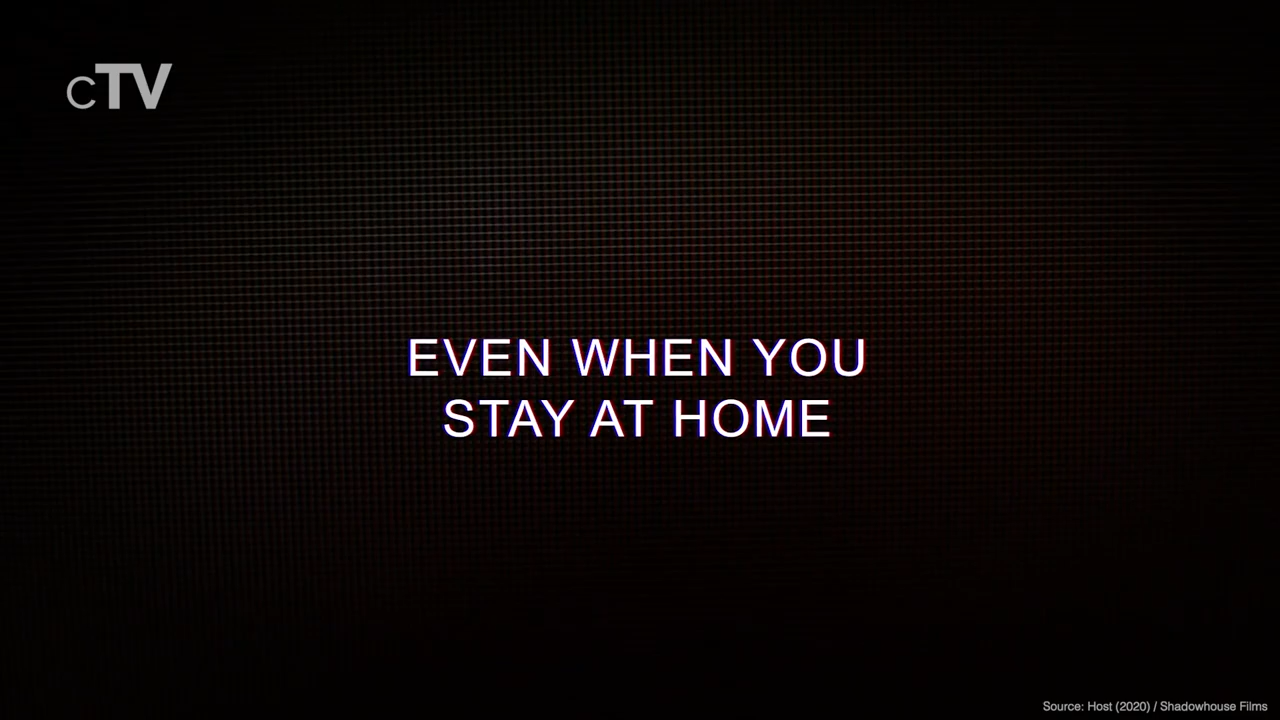 cTV
EVEN WHEN YOU
STAY AT HOME
Source: Host (2020) / Shadowhouse Films